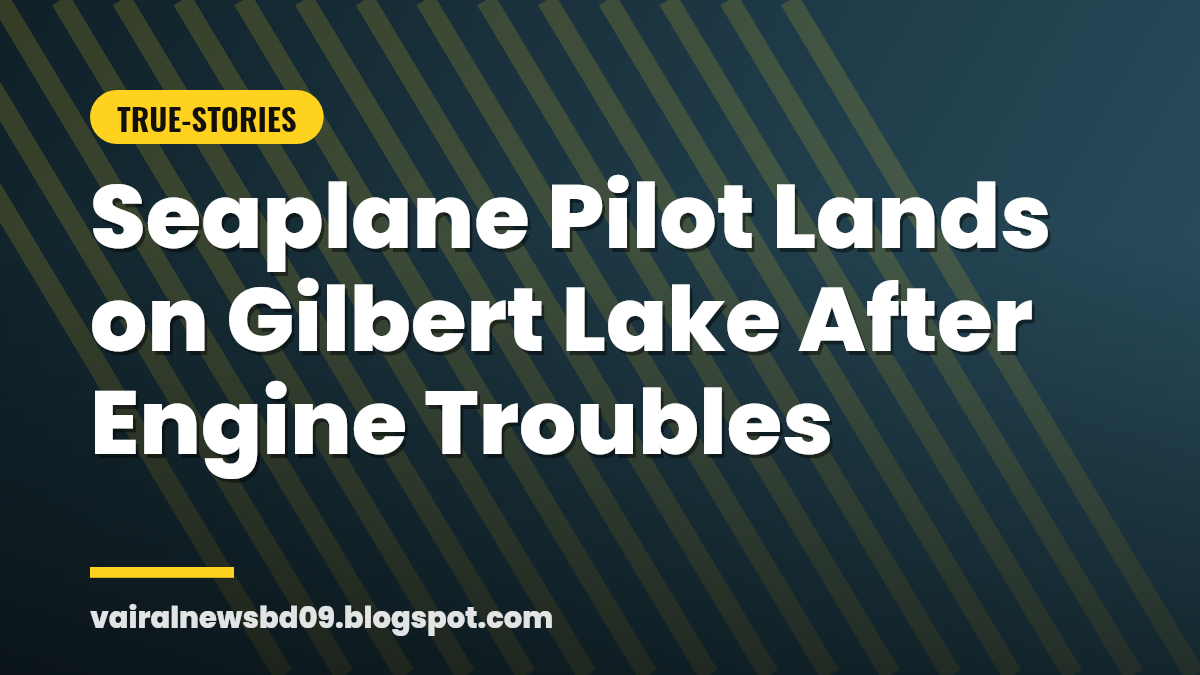 TRUE-STORIES
Seaplane Pilot Lands
on Gilbert Lake After
Engine Troubles
vairalnewsbd09.blogspot.com